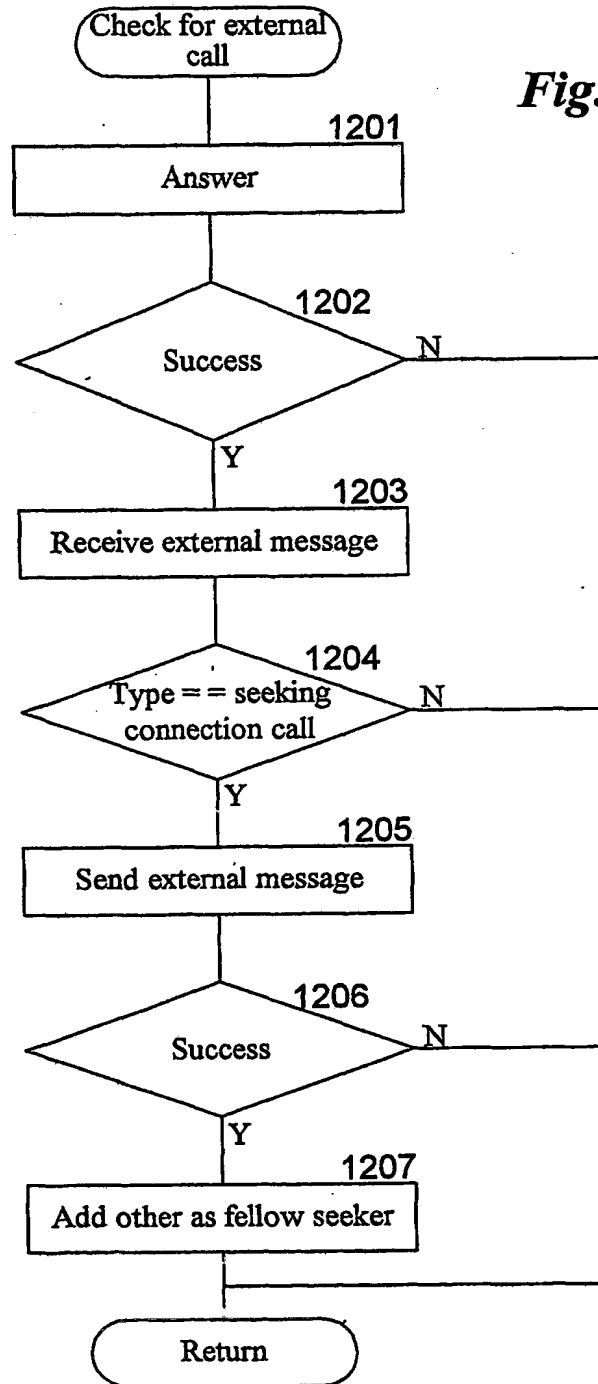 Check for external
call
Fig.
1201
Answer
1202
Success
N
Y
1203
Receive external message
1204
Type = = seeking
connection call
N
Y
1205
Send external message
1206
Success
N
Y
1207
Add other as fellow seeker
Return